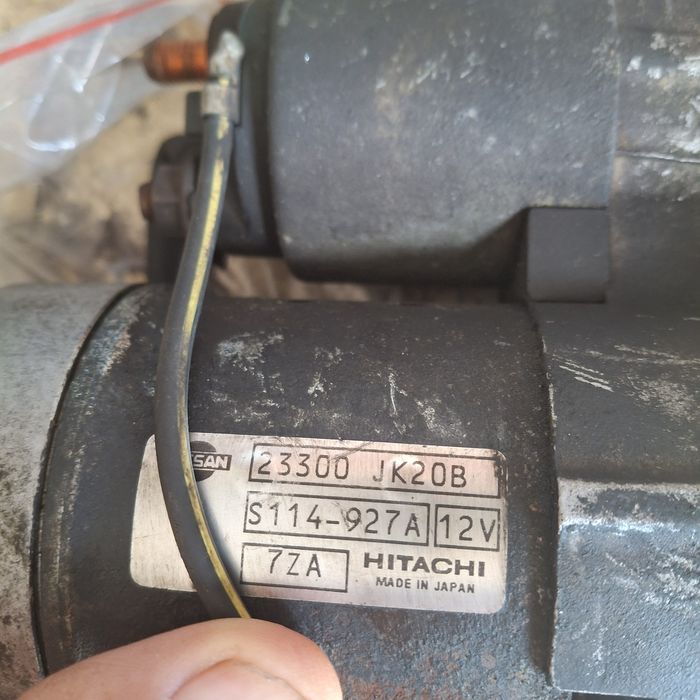 23300 JK20B
S114-927A 12V
7ZA HITACHI
MADE IN JAPAN